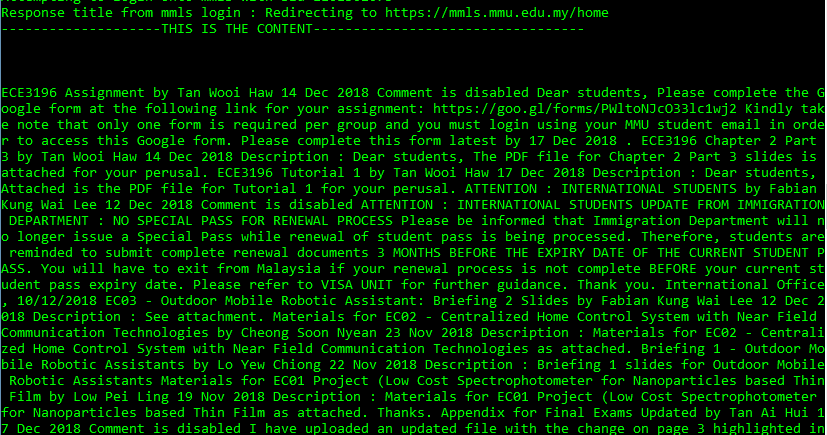 Response title from mmls login : Redirecting to https://mmls.mmu.edu.my/home
-------------------THIS IS THE CONTENT--------------------------------
ECE3196 Assignment by Tan Wooi Haw 14 Dec 2018 Comment is disabled Dear students, Please complete the G
oogle form at the following link for your assignment: https://goo.gl/forms/PWltoNJcO33lc1wj2 Kindly tak
e note that only one form is required per group and you must login using your MMU student email in orde
r to access this Google form. Please complete this form latest by 17 Dec 2018 . ECE3196 Chapter 2 Part
3 by Tan Wooi Haw 14 Dec 2018 Description : Dear students, The PDF file for Chapter 2 Part 3 slides is
attached for your perusal. ECE3196 Tutorial 1 by Tan Wooi Haw 17 Dec 2018 Description : Dear students,
Attached is the PDF file for Tutorial 1 for your perusal. ATTENTION : INTERNATIONAL STUDENTS by Fabian
Kung Wai Lee 12 Dec 2018 Comment is disabled ATTENTION : INTERNATIONAL STUDENTS UPDATE FROM IMMIGRATION
DEPARTMENT : NO SPECIAL PASS FOR RENEWAL PROCESS Please be informed that Immigration Department will n
o longer issue a Special Pass while renewal of student pass is being processed. Therefore, students are
reminded to submit complete renewal documents 3 MONTHS BEFORE THE EXPIRY DATE OF THE CURRENT STUDENT P
ASS. You will have to exit from Malaysia if your renewal process is not complete BEFORE your current st
udent pass expiry date. Please refer to VISA UNIT for further guidance. Thank you. International Office
, 10/12/2018 EC03 - Outdoor Mobile Robotic Assistant: Briefing 2 Slides by Fabian Kung Wai Lee 12 Dec 2
018 Description : See attachment. Materials for EC02 - Centralized Home Control System with Near Field
Communication Technologies by Cheong Soon Nyean 23 Nov 2018 Description : Materials for EC02 - Centrali
zed Home Control System with Near Field Communication Technologies as attached. Briefing 1 - Outdoor Mo
bile Robotic Assistants by Lo Yew Chiong 22 Nov 2018 Description : Briefing 1 slides for Outdoor Mobile
Robotic Assistants Materials for EC01 Project (Low Cost Spectrophotometer for Nanoparticles based Thin
Film by Low Pei Ling 19 Nov 2018 Description : Materials for EC01 Project (Low Cost Spectrophotometer
for Nanoparticles based Thin Film as attached. Thanks. Appendix for Final Exams Updated by Tan Ai Hui 1
7 Dec 2018 Comment is disabled I have uploaded an updated file with the change on page 3 highlighted in